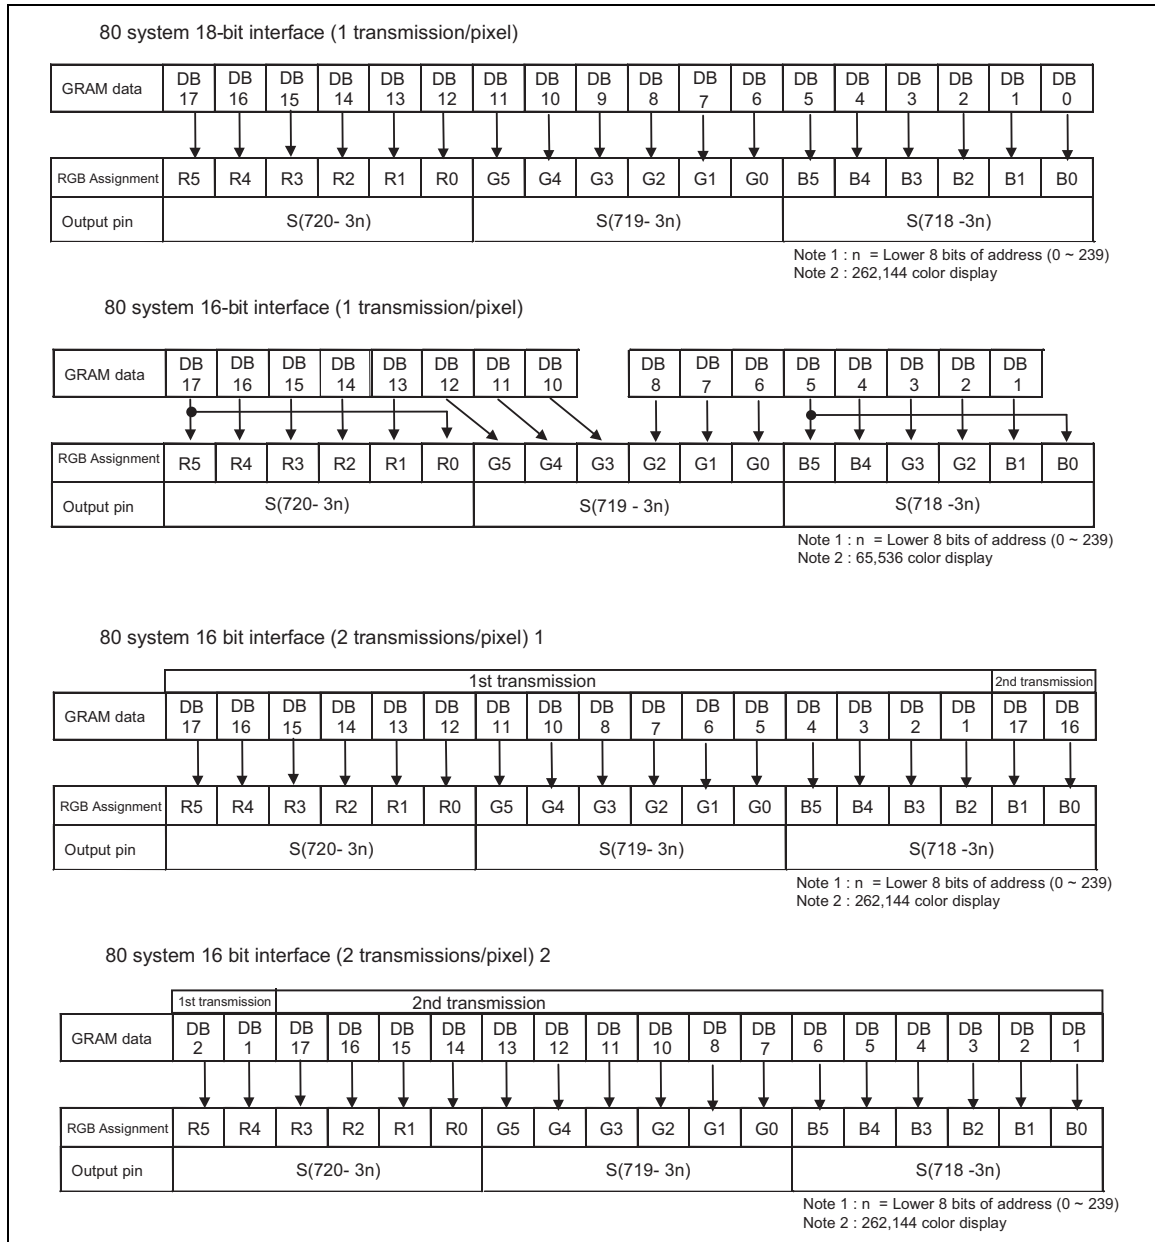 80 system 18-bit interface (1 transmission/pixel)
GRAM data DB 17 DB 16 DB 15 DB 14 DB 13 DB 12 DB 11 DB 10 DB 9 DB 8 DB 7 DB 6 DB 5 DB 4 DB 3 DB 2 DB 1 DB 0
RGB Assignment R5 R4 R3 R2 R1 R0 G5 G4 G3 G2 G1 G0 B5 B4 B3 B2 B1 B0
Output pin S(720- 3n) S(719- 3n) S(718 -3n)
Note 1 : n = Lower 8 bits of address (0 ~ 239)
Note 2 : 262,144 color display
80 system 16-bit interface (1 transmission/pixel)
GRAM data DB 17 DB 16 DB 15 DB 14 DB 13 DB 12 DB 11 DB 10 DB 8 DB 7 DB 6 DB 5 DB 4 DB 3 DB 2 DB 1
RGB Assignment R5 R4 R3 R2 R1 R0 G5 G4 G3 G2 G1 G0 B5 B4 G3 G2 B1 B0
Output pin S(720- 3n) S(719 - 3n) S(718 -3n)
Note 1 : n = Lower 8 bits of address (0 ~ 239)
Note 2 : 65,536 color display
80 system 16 bit interface (2 transmissions/pixel) 1
1st transmission 2nd transmission
GRAM data DB 17 DB 16 DB 15 DB 14 DB 13 DB 12 DB 11 DB 10 DB 8 DB 7 DB 6 DB 5 DB 4 DB 3 DB 2 DB 1 DB 17 DB 16
RGB Assignment R5 R4 R3 R2 R1 R0 G5 G4 G3 G2 G1 G0 B5 B4 B3 B2 B1 B0
Output pin S(720- 3n) S(719- 3n) S(718 -3n)
Note 1 : n = Lower 8 bits of address (0 ~ 239)
Note 2 : 262,144 color display
80 system 16 bit interface (2 transmissions/pixel) 2
1st transmission 2nd transmission
GRAM data DB 2 DB 1 DB 17 DB 16 DB 15 DB 14 DB 13 DB 12 DB 11 DB 10 DB 8 DB 7 DB 6 DB 5 DB 4 DB 3 DB 2 DB 1
RGB Assignment R5 R4 R3 R2 R1 R0 G5 G4 G3 G2 G1 G0 B5 B4 B3 B2 B1 B0
Output pin S(720- 3n) S(719- 3n) S(718 -3n)
Note 1 : n = Lower 8 bits of address (0 ~ 239)
Note 2 : 262,144 color display